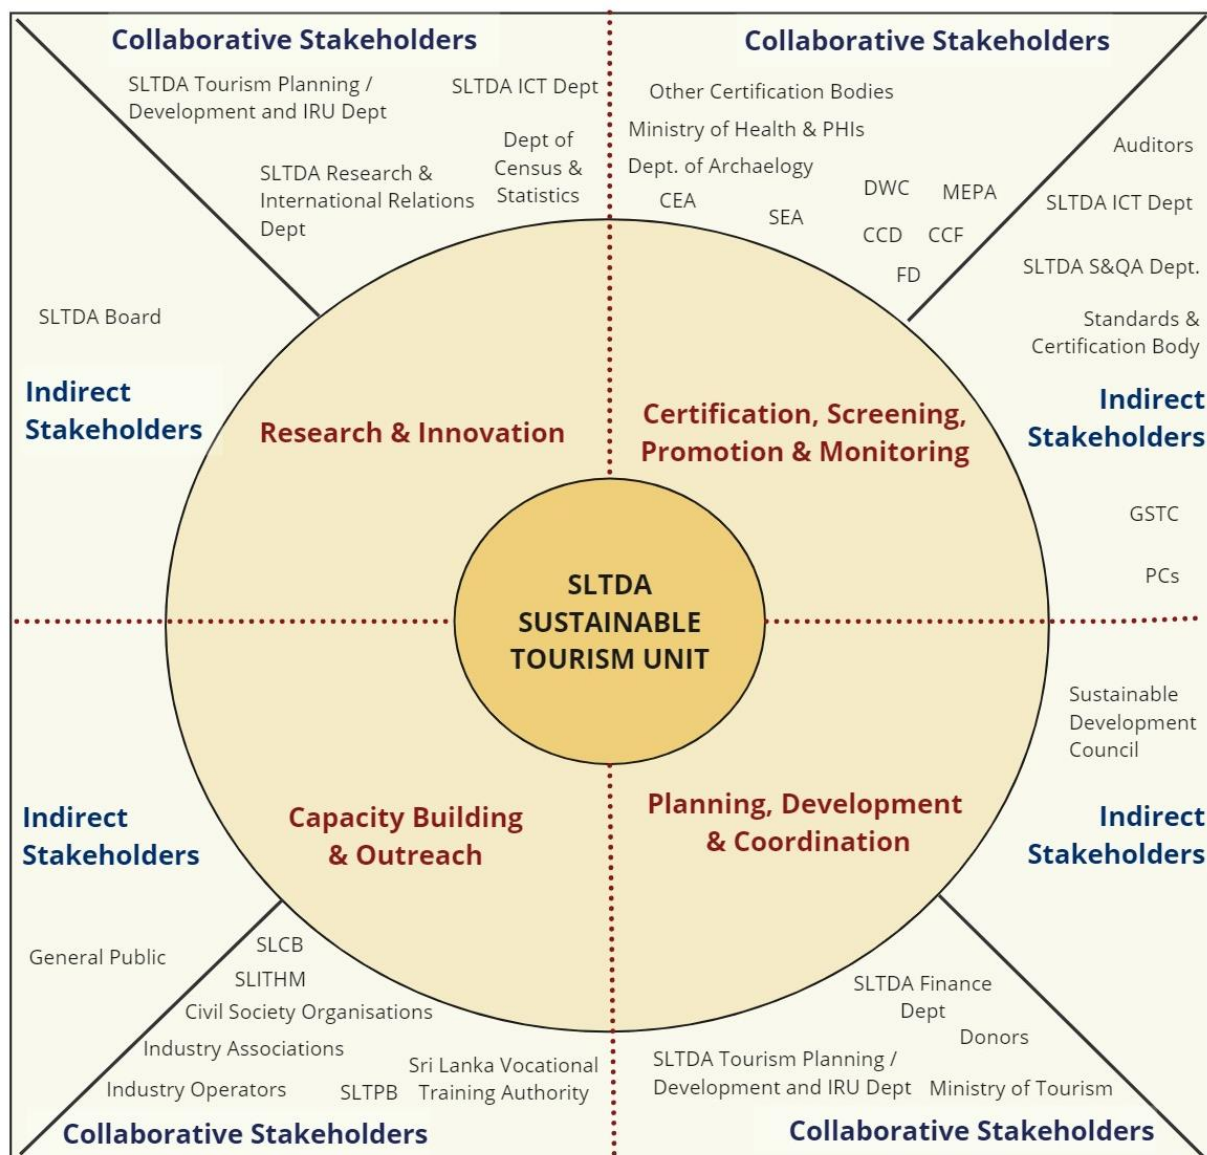 Collaborative Stakeholders
SLTDA Tourism Planning /
Development and IRU Dept
SLTDA ICT Dept
Dept of
Census &
Statistics
SLTDA Research &
International Relations
Dept
Collaborative Stakeholders
Other Certification Bodies
Ministry of Health & PHIs
Dept. of Archaelogy
CEA
SEA
DWC
MEPA
CCD
CCF
FD
Auditors
SLTDA ICT Dept
SLTDA S&QA Dept.
Standards &
Certification Body
Indirect
Stakeholders
GSTC
PCs
SLTDA Board
Indirect
Stakeholders
Research & Innovation
Certification, Screening,
Promotion & Monitoring
SLTDA
SUSTAINABLE
TOURISM UNIT
Capacity Building
& Outreach
Planning, Development
& Coordination
Sustainable
Development
Council
Indirect
Stakeholders
Indirect
Stakeholders
General Public
SLCB
SLITHM
Civil Society Organisations
Industry Associations
Industry Operators
SLTPB
Sri Lanka Vocational
Training Authority
Collaborative Stakeholders
SLTDA Finance
Dept
Donors
SLTDA Tourism Planning /
Development and IRU Dept
Ministry of Tourism
Collaborative Stakeholders